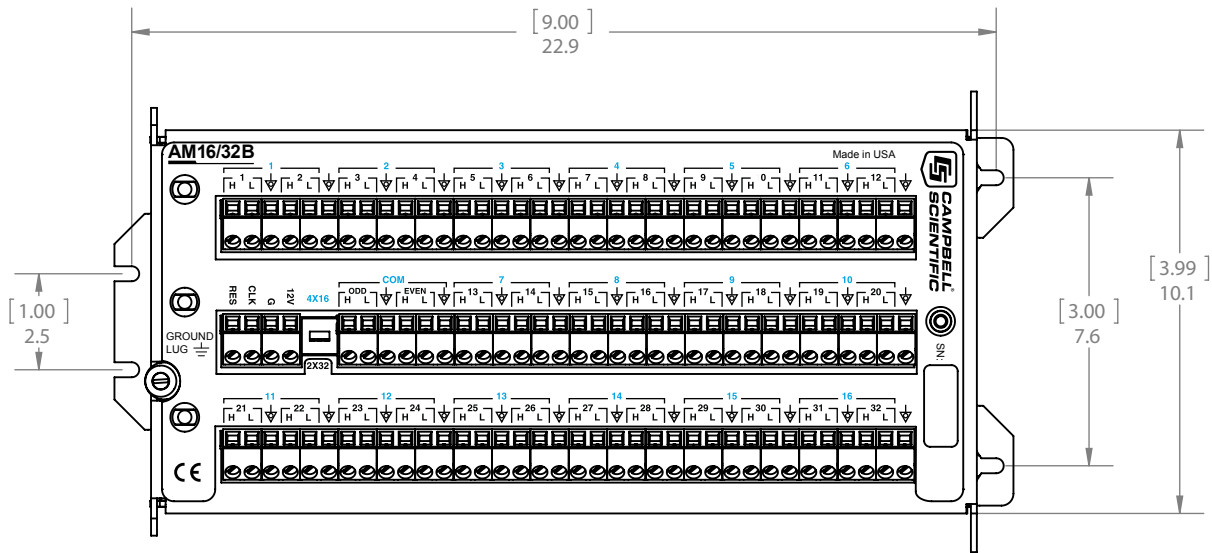 [9.00]
22.9
AM16/32B
Made in USA
1 2 3 4 5 6
1 2 3 4 5 6 7 8 9 0 11 12
H L H L H L H L H L H L H L H L H L H L H L H L
CAMPBELL
SCIENTIFIC®
[3.99]
10.1
[3.00]
7.6
[1.00]
2.5
COM 7 8 9 10
RES CLK G 12V 4X16 ODD EVEN 13 14 15 16 17 18 19 20
H L H L H L H L H L H L H L H L H L H L
GROUND
LUG
2X32
SN:
11 12 13 14 15 16
21 22 23 24 25 26 27 28 29 30 31 32
H L H L H L H L H L H L H L H L H L H L H L H L
CE